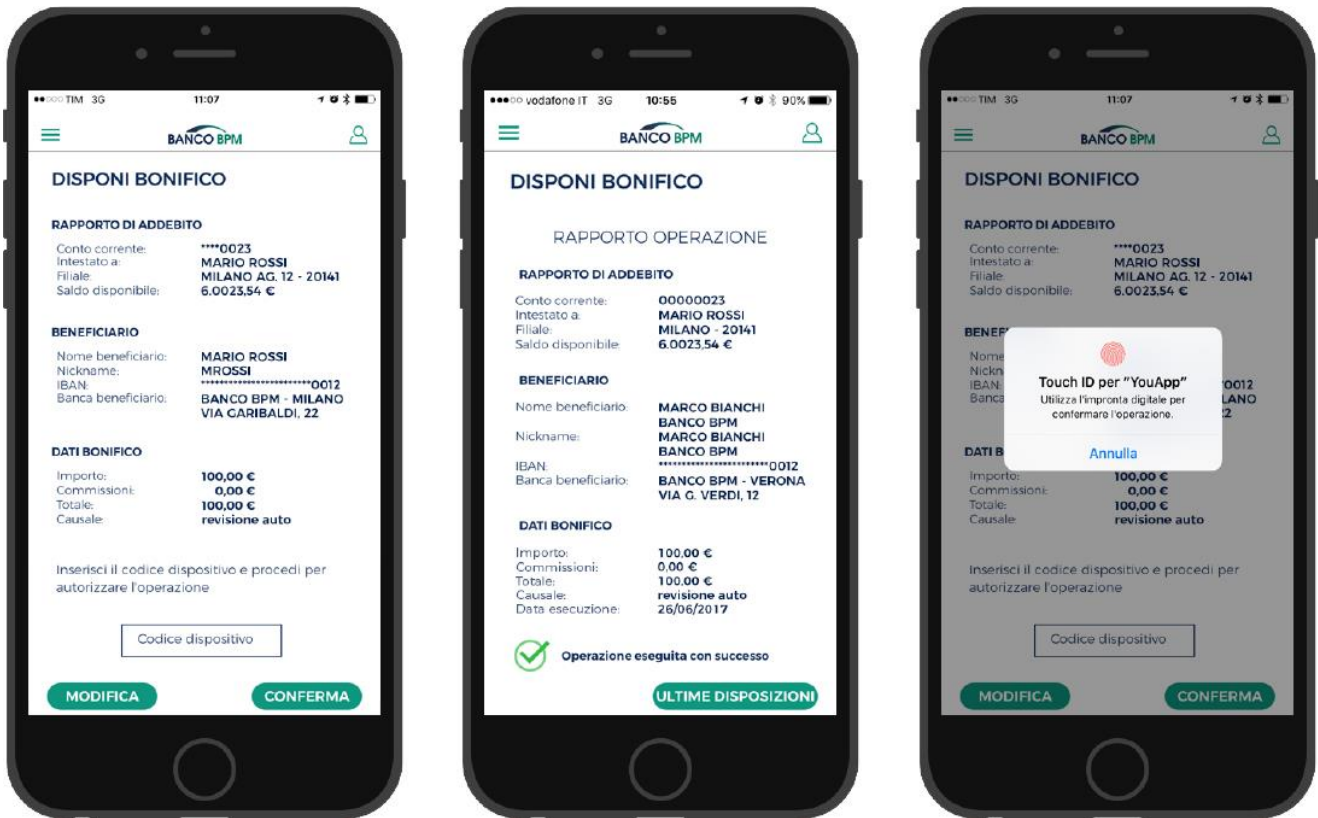 TIM 3G 11:07
BANCO BPM
DISPONI BONIFICO
RAPPORTO DI ADDEBITO
Conto corrente: ****0023
Intestato a: MARIO ROSSI
Filiale: MILANO AG. 12 - 20141
Saldo disponibile: 6.0023,54 €
BENEFICIARIO
Nome beneficiario: MARIO ROSSI
Nickname: MROSSI
IBAN: *************************0012
Banca beneficiario: BANCO BPM - MILANO
VIA GARIBALDI, 22
DATI BONIFICO
Importo: 100,00 €
Commissioni: 0,00 €
Totale: 100,00 €
Causale: revisione auto
Inserisci il codice dispositivo e procedi per
autorizzare l'operazione
Codice dispositivo
MODIFICA CONFERMA
vodafone IT 3G 10:55 90%
BANCO BPM
DISPONI BONIFICO
RAPPORTO OPERAZIONE
RAPPORTO DI ADDEBITO
Conto corrente: 00000023
Intestato a: MARIO ROSSI
Filiale: MILANO - 20141
Saldo disponibile: 6.0023,54 €
BENEFICIARIO
Nome beneficiario: MARCO BIANCHI
BANCO BPM
Nickname: MARCO BIANCHI
BANCO BPM
IBAN: *************************0012
Banca beneficiario: BANCO BPM - VERONA
VIA G. VERDI, 12
DATI BONIFICO
Importo: 100,00 €
Commissioni: 0,00 €
Totale: 100,00 €
Causale: revisione auto
Data esecuzione: 26/06/2017
Operazione eseguita con successo
ULTIME DISPOSIZIONI
TIM 3G 11:07
BANCO BPM
DISPONI BONIFICO
RAPPORTO DI ADDEBITO
Conto corrente: ****0023
Intestato a: MARIO ROSSI
Filiale: MILANO AG. 12 - 20141
Saldo disponibile: 6.0023,54 €
BENEF
Nome
Nickn
IBAN: 0012
Banca LANO
22
Touch ID per "YouApp"
Utilizza l'impronta digitale per
confermare l'operazione.
Annulla
DATI B
Importo: 100,00 €
Commissioni: 0,00 €
Totale: 100,00 €
Causale: revisione auto
Inserisci il codice dispositivo e procedi per
autorizzare l'operazione
Codice dispositivo
MODIFICA CONFERMA